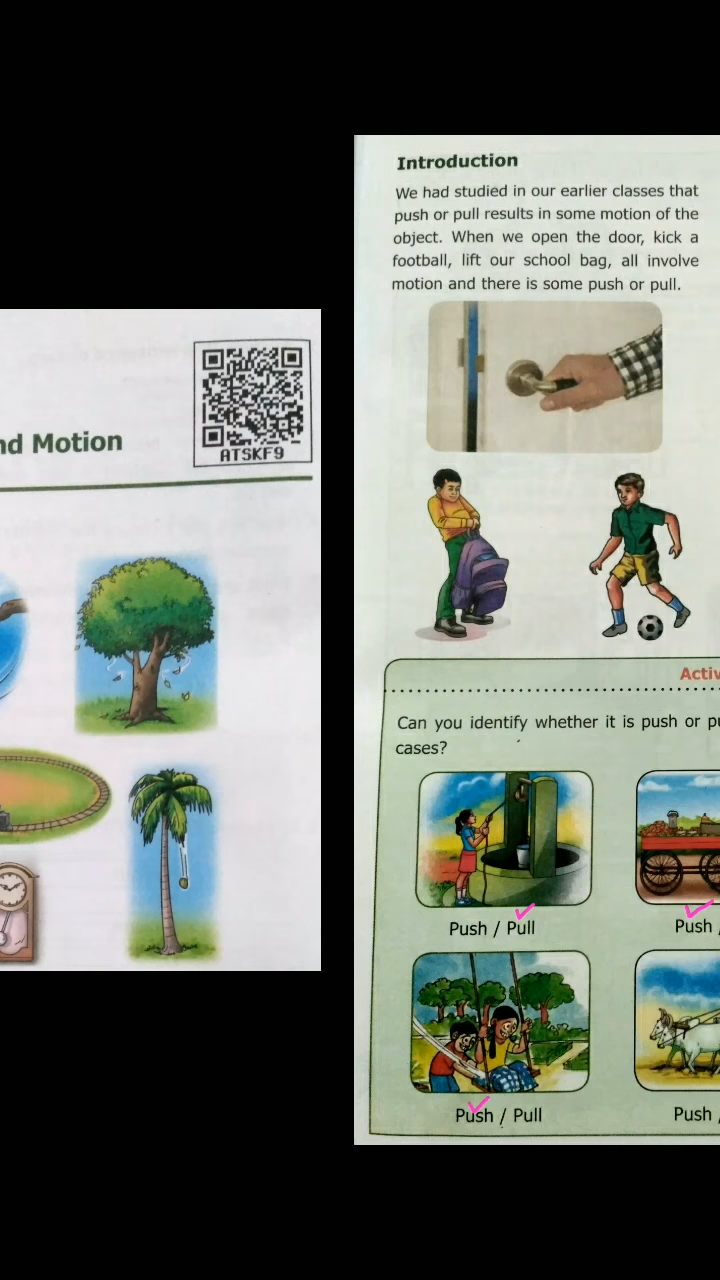 nd Motion
ATSKF9
Introduction
We had studied in our earlier classes that
push or pull results in some motion of the
object. When we open the door, kick a
football, lift our school bag, all involve
motion and there is some push or pull.
Activ
Can you identify whether it is push or pu
cases?
Push / Pull
Push /
Push / Pull
Push /